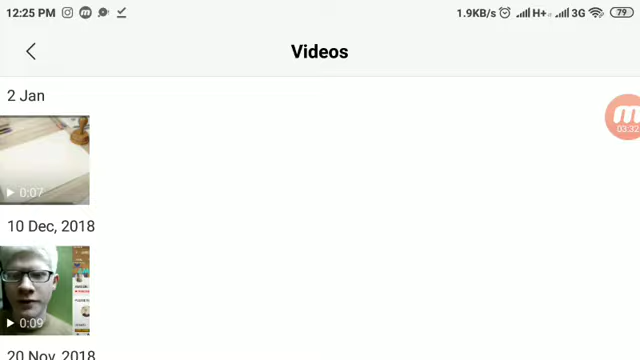 12:25 PM
1.9KB/s H+ 3G 79
Videos
2 Jan
03:32
0:07
10 Dec, 2018
0:09
20 Nov, 2018